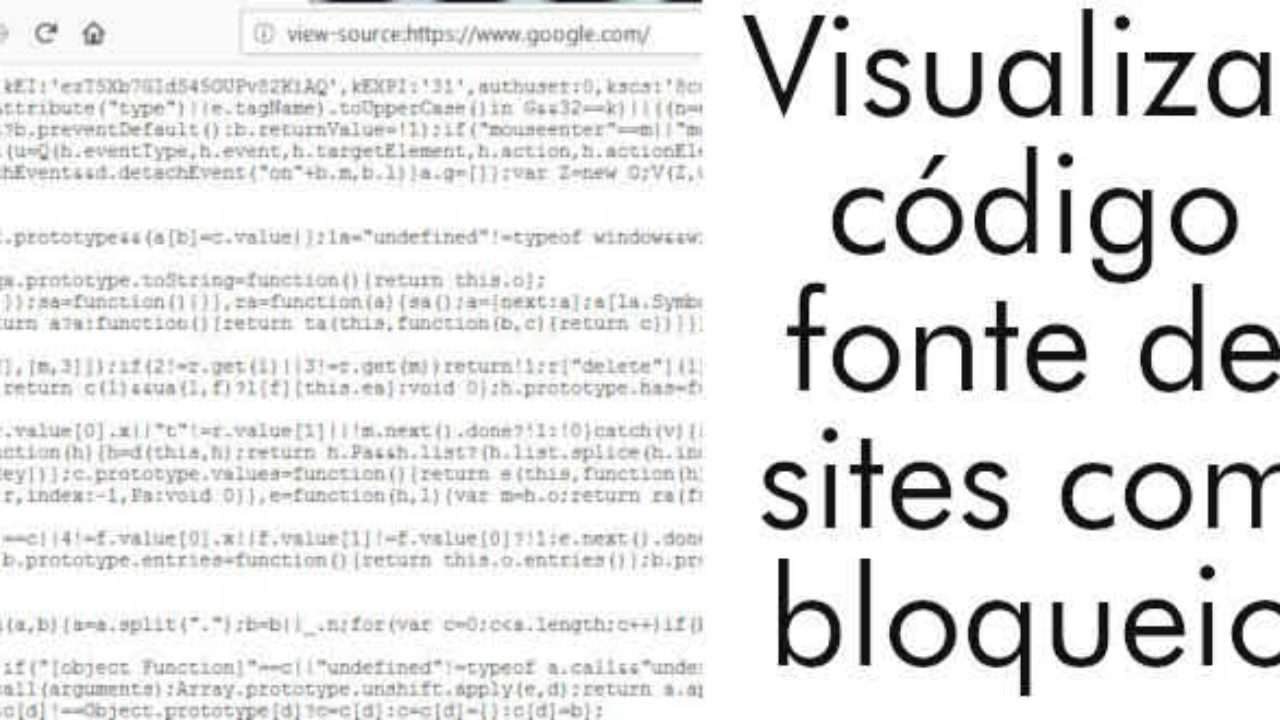 view-source:https://www.google.com/
Visualiza
código
fonte de
sites com
bloqueio
kEI:'ezT5Xb7GId545OUPv82KiAQ',kEXPI:'31',authuser:0,kscs:'8c
ttribute("type")||e.tagName).toUpperCase()in G&&32==k)||((n=
?b.preventDefault():b.returnValue=!1);if("mouseenter"==m||"m
(u=Q(h.eventType,h.event,h.targetElement,h.action,h.actionEl
hEvent&&d.detachEvent("on"+b.m,b.l)}a.g=[]};var Z=new O;V(Z,
.prototype&&(a[b]=c.value)};la="undefined"!=typeof window&&w
a.prototype.toString=function(){return this.o};
});sa=function(){}},ra=function(a){sa();a={next:a};a[la.Symb
urn a?a:function(){return ta(this,function(b,c){return c})}}
],[m,3]]);if(2!=r.get(l)||3!=r.get(m))return!1;r["delete"](l
return c(l)&&ua(l,f)?l[f][this.ea]:void 0};h.prototype.has=f
.value[0].x||"t"!=r.value[1]||!m.next().done?!1:!0}catch(v){
ction(h){h=d(this,h);return h.Pa&&h.list?(h.list.splice(h.in
ey])};c.prototype.values=function(){return e(this,function(h
r,index:-1,Pa:void 0}},e=function(h,l){var m=h.o;return ra(f
==c||4!=f.value[0].x||f.value[1]!=f.value[0]?!1:e.next().don
b.prototype.entries=function(){return this.o.entries()};b.pr
(a,b){a=a.split(".");b=b||_.n;for(var c=0;c<a.length;c++)if(
if("[object Function]"==c||"undefined"!=typeof a.call&&"unde
call(arguments);Array.prototype.unshift.apply(e,d);return a.a
c[d]!==Object.prototype[d]?c=c[d]:c=c[d]={}:c[d]=b};